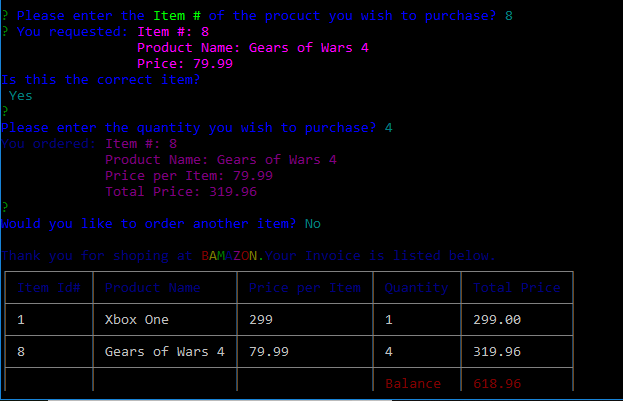 ? Please enter the Item # of the procuct you wish to purchase? 8
? You requested: Item #: 8
Product Name: Gears of Wars 4
Price: 79.99
Is this the correct item?
Yes
?
Please enter the quantity you wish to purchase? 4
You ordered: Item #: 8
Product Name: Gears of Wars 4
Price per Item: 79.99
Total Price: 319.96
?
Would you like to order another item? No
Thank you for shoping at BAMAZON.Your Invoice is listed below.
Item Id# Product Name Price per Item Quantity Total Price
1 Xbox One 299 1 299.00
8 Gears of Wars 4 79.99 4 319.96
Balance 618.96